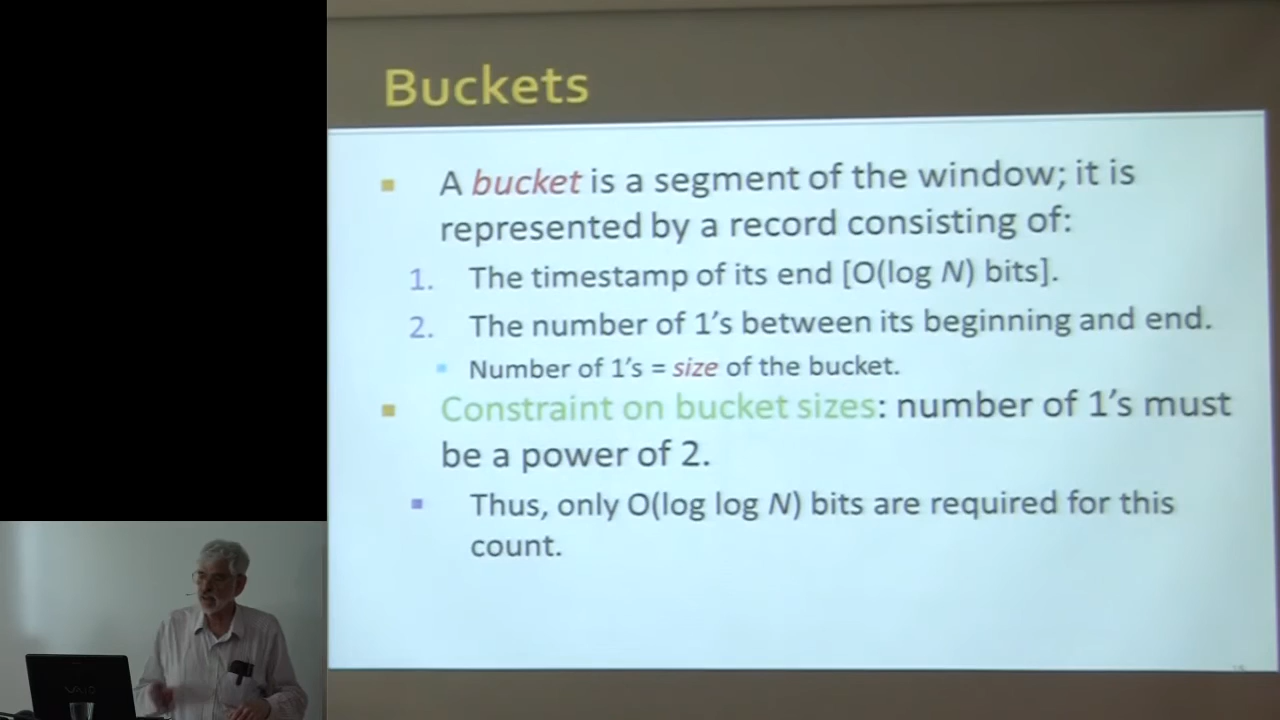 Buckets
A bucket is a segment of the window; it is
represented by a record consisting of:
1. The timestamp of its end [O(log N) bits].
2. The number of 1's between its beginning and end.
Number of 1's = size of the bucket.
Constraint on bucket sizes: number of 1's must
be a power of 2.
Thus, only O(log log N) bits are required for this
count.
VAIO